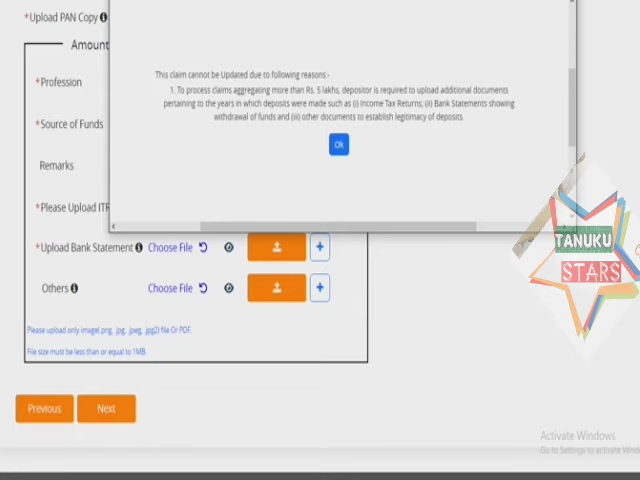 *Upload PAN Copy
Amount
This claim cannot be Updated due to following reasons:-
1. To process claims aggregating more than Rs. 5 lakhs, depositor is required to upload additional documents
pertaining to the years in which deposits were made such as (i) Income Tax Returns, (ii) Bank Statements showing
withdrawal of funds and (iii) other documents to establish legitimacy of deposits.
Ok
*Profession
*Source of Funds
Remarks
*Please Upload ITR
*Upload Bank Statement Choose File
Others Choose File
Please upload only image(.png, .jpg, .jpeg, .jpg2) file Or PDF.
File size must be less than or equal to 1MB.
Previous Next
TANUKU
STARS
Activate Windows
Go to Settings to activate Wind